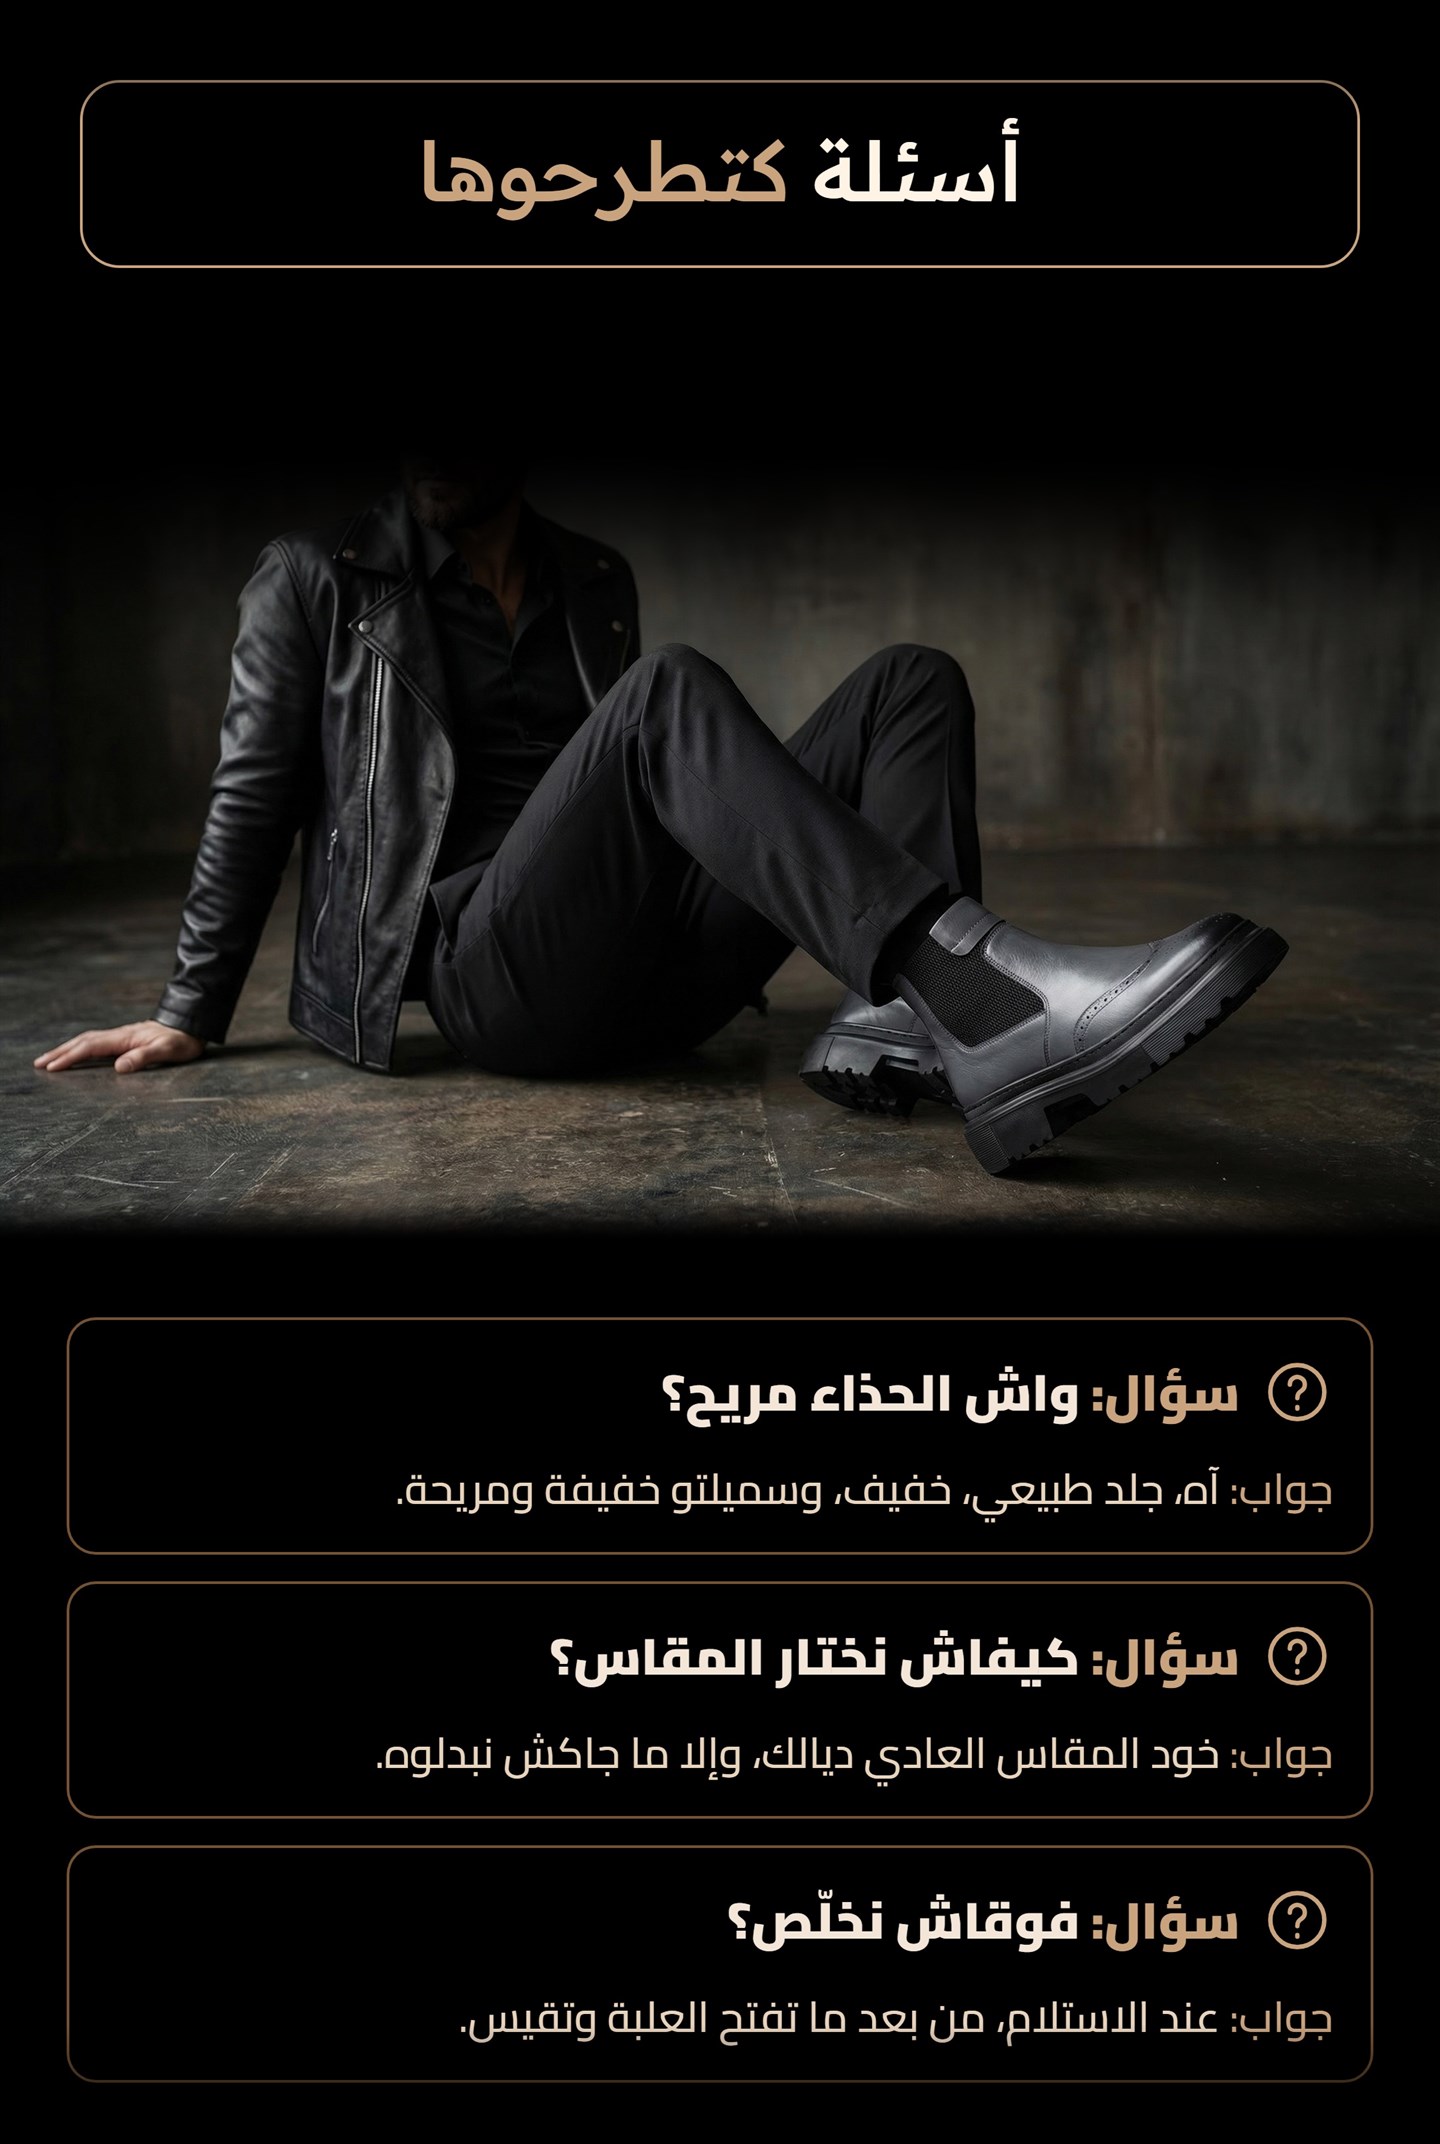 أسئلة كتطرحوها
سؤال: واش الحذاء مريح؟
جواب: آه، جلد طبيعي، خفيف، وسميلتو خفيفة ومريحة.
سؤال: كيفاش نختار المقاس؟
جواب: خود المقاس العادي ديالك، وإلا ما جاكش نبدلوه.
سؤال: فوقاش نخلّص؟
جواب: عند الاستلام، من بعد ما تفتح العلبة وتقيس.